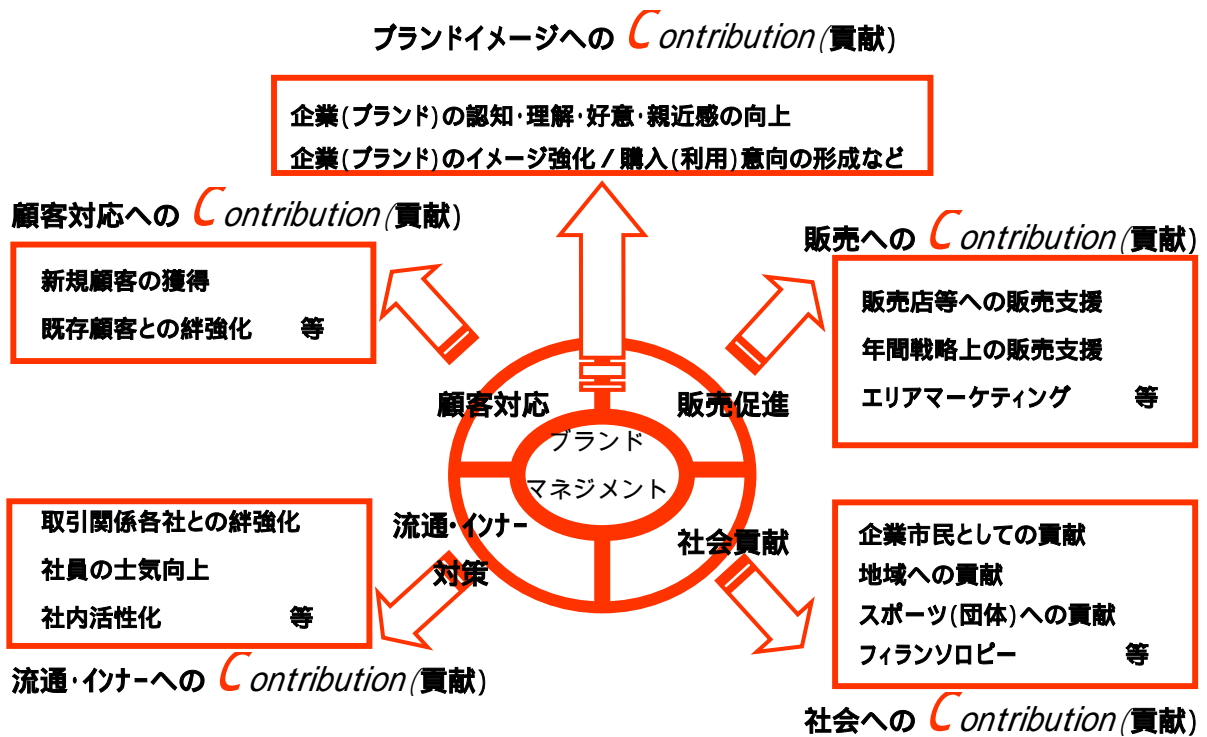 ブランドイメージへの Contribution(貢献)
企業(ブランド)の認知･理解･好意･親近感の向上
企業(ブランド)のイメージ強化 / 購入(利用)意向の形成など
顧客対応への Contribution(貢献)
新規顧客の獲得
既存顧客との絆強化 等
販売への Contribution(貢献)
販売店等への販売支援
年間戦略上の販売支援
エリアマーケティング 等
顧客対応
販売促進
ブランド
マネジメント
流通･インナー
対策
社会貢献
取引関係各社との絆強化
社員の士気向上
社内活性化 等
流通･インナーへの Contribution(貢献)
企業市民としての貢献
地域への貢献
スポーツ(団体)への貢献
フィランソロピー 等
社会への Contribution(貢献)